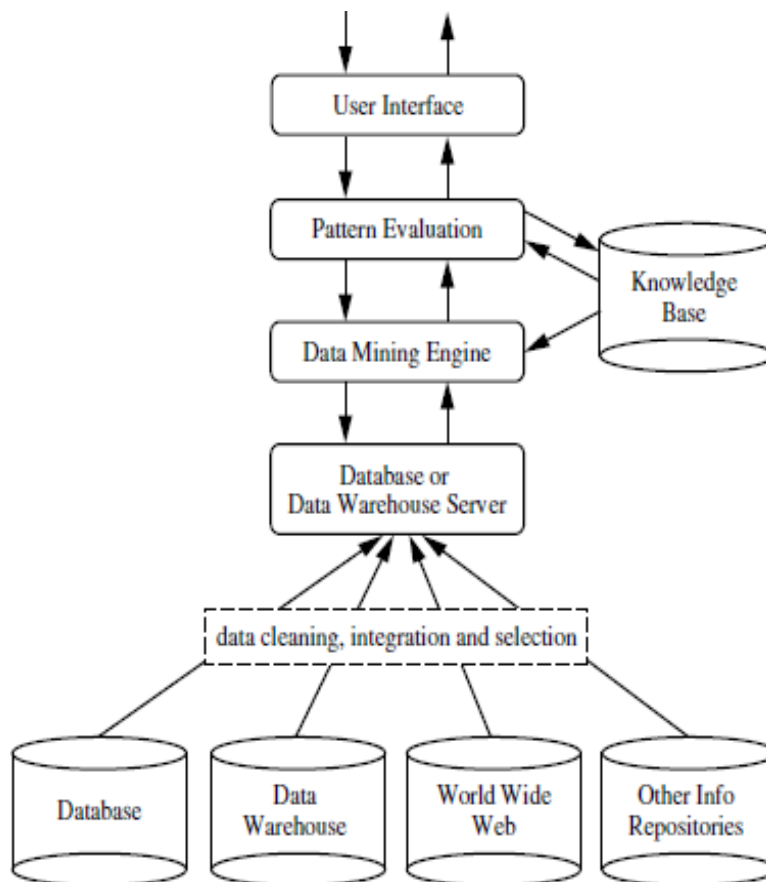 User Interface
Pattern Evaluation
Knowledge
Base
Data Mining Engine
Database or
Data Warehouse Server
data cleaning, integration and selection
Database
Data
Warehouse
World Wide
Web
Other Info
Repositories